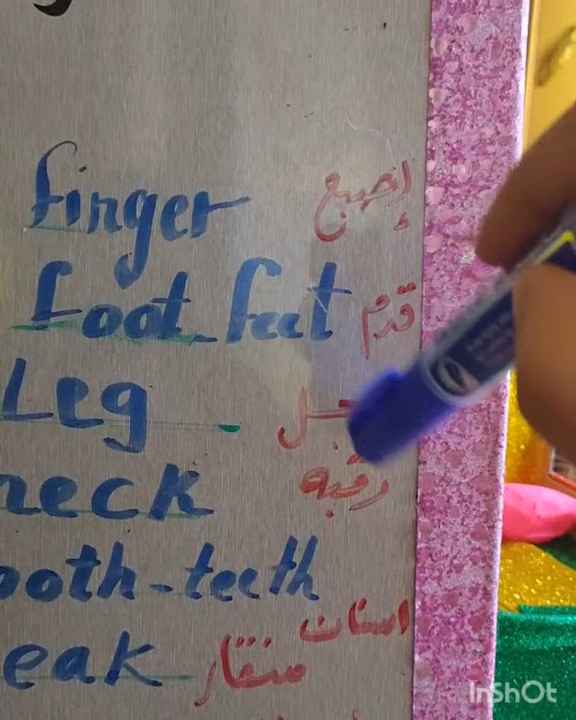 finger إصبع
foot - feet قدم
Leg
neck رقبه
ooth - teeth
اسنان
eak منقار
InShOt